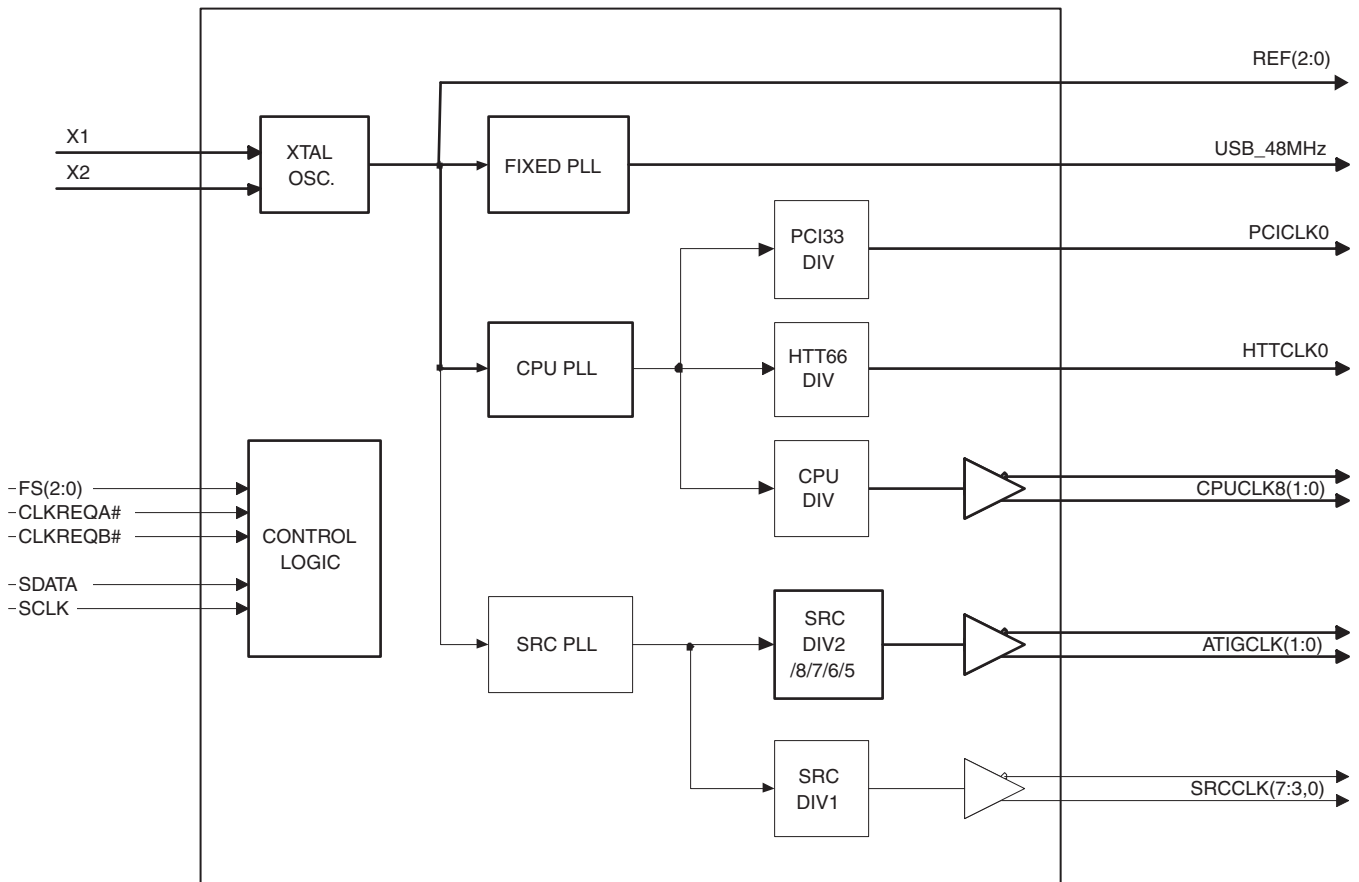 REF(2:0)
X1
X2
XTAL
OSC.
FIXED PLL
USB_48MHz
PCI33
DIV
PCICLK0
CPU PLL
HTT66
DIV
HTTCLK0
CPU
DIV
CPUCLK8(1:0)
FS(2:0)
CLKREQA#
CLKREQB#
SDATA
SCLK
CONTROL
LOGIC
SRC PLL
SRC
DIV2
/8/7/6/5
ATIGCLK(1:0)
SRC
DIV1
SRCCLK(7:3,0)